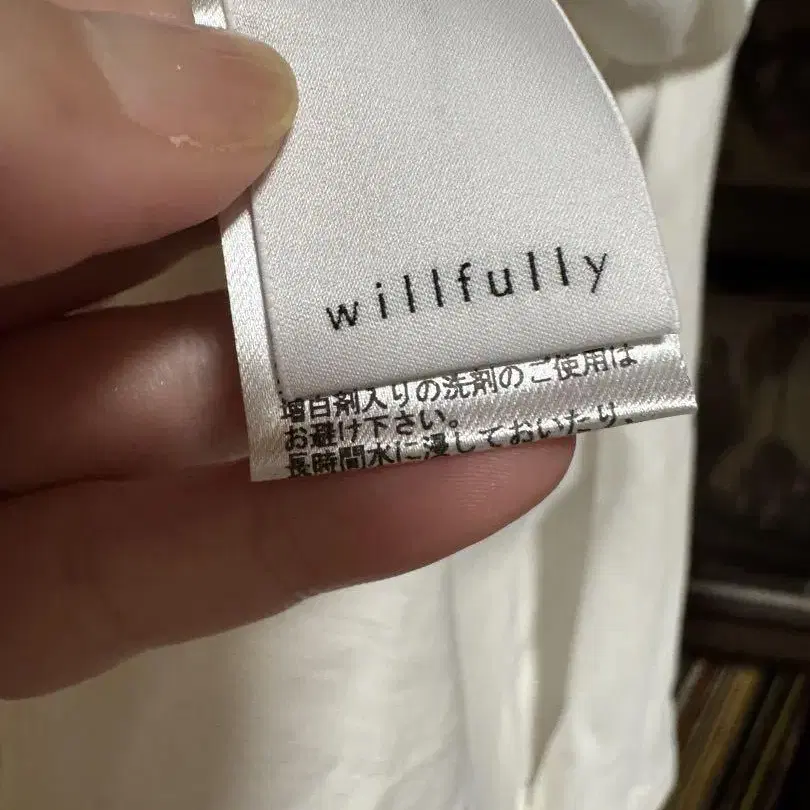 willfully
増白剤入りの洗剤のご使用は
お避け下さい。
長時間水に浸しておいたり、